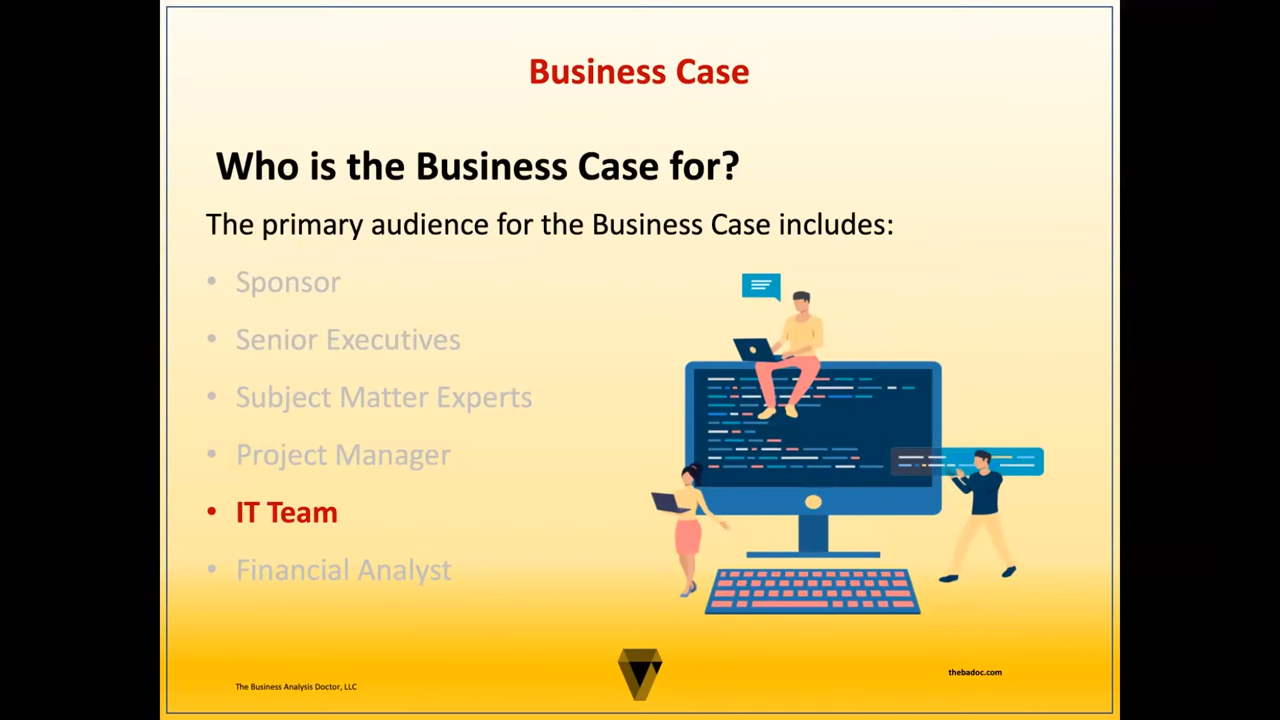 Business Case
Who is the Business Case for?
The primary audience for the Business Case includes:
• Sponsor
• Senior Executives
• Subject Matter Experts
• Project Manager
• IT Team
• Financial Analyst
The Business Analysis Doctor, LLC
thebadoc.com